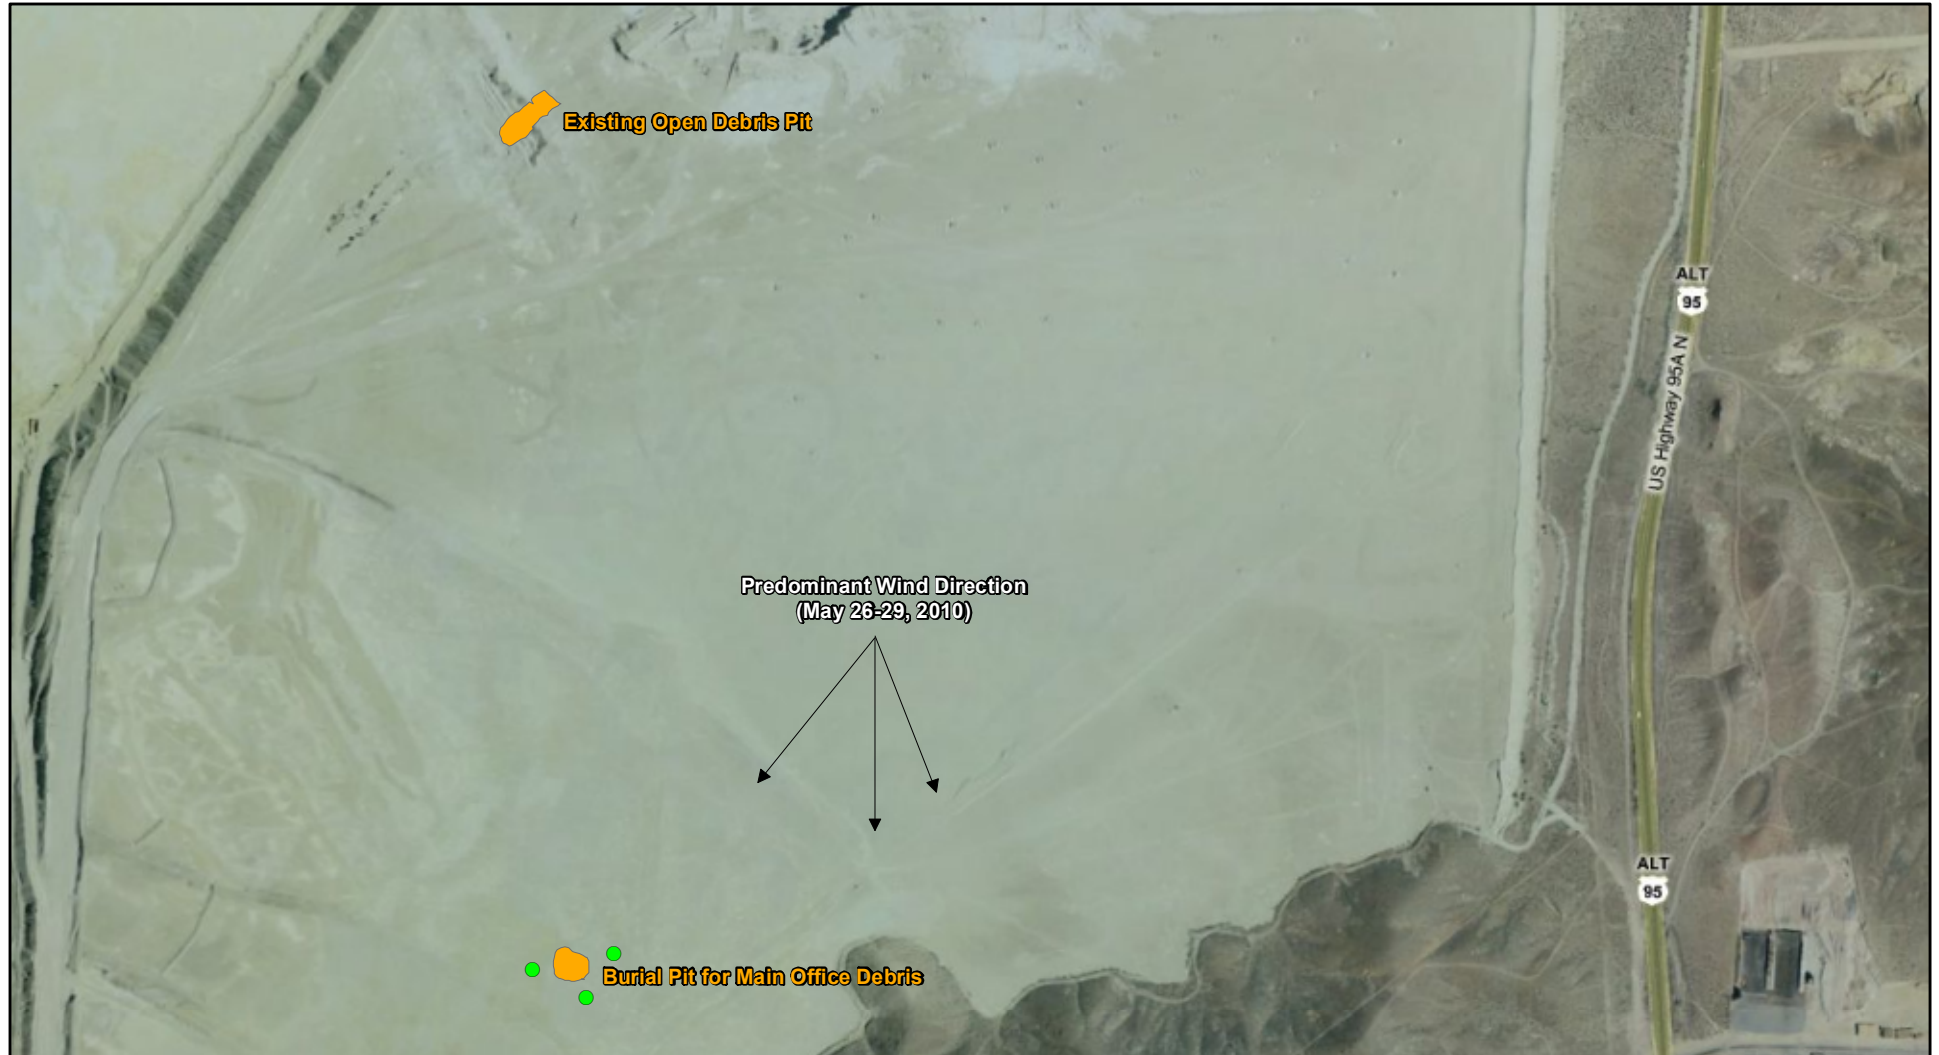 Existing Open Debris Pit
ALT
95
US Highway 95A N
Predominant Wind Direction
(May 26-29, 2010)
ALT
95
Burial Pit for Main Office Debris